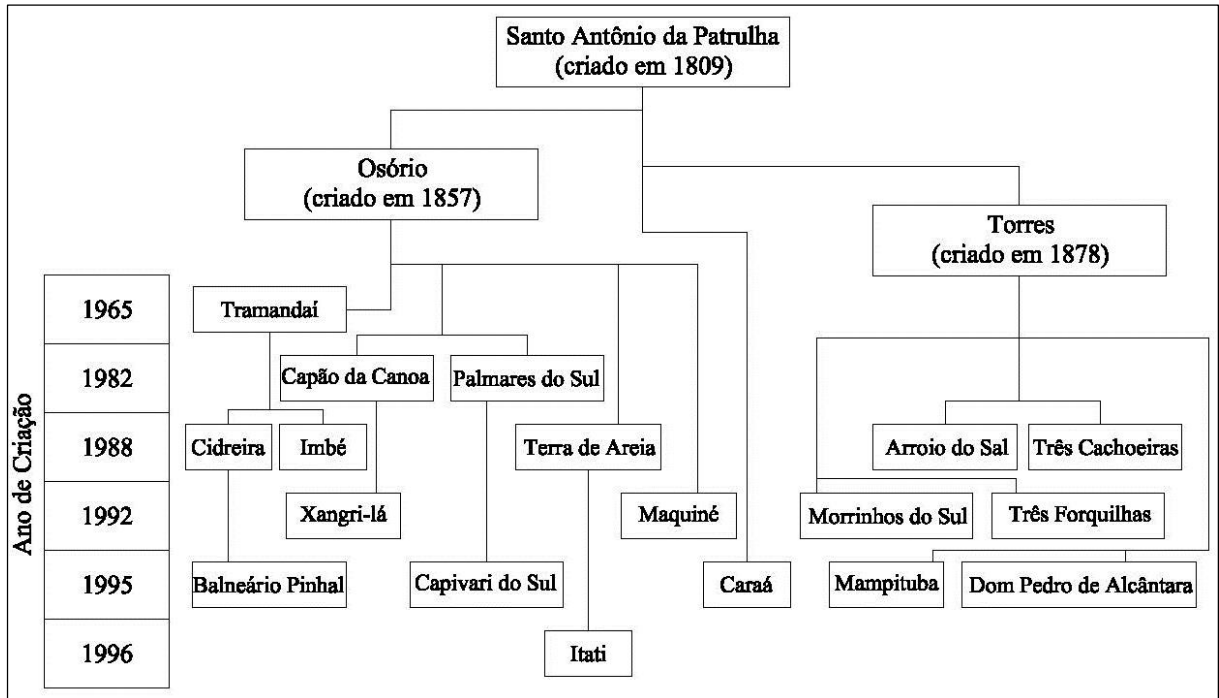 Santo Antônio da Patrulha
(criado em 1809)
Osório
(criado em 1857)
Torres
(criado em 1878)
Ano de Criação
1965
Tramandaí
1982
Capão da Canoa
Palmares do Sul
1988
Cidreira
Imbé
Terra de Areia
Arroio do Sal
Três Cachoeiras
1992
Xangri-lá
Maquiné
Morrinhos do Sul
Três Forquilhas
1995
Balneário Pinhal
Capivari do Sul
Caraá
Mampituba
Dom Pedro de Alcântara
1996
Itati